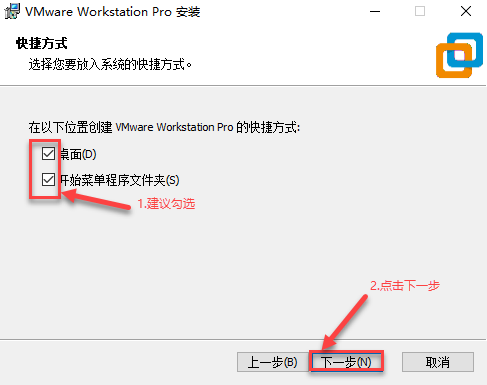 VMware Workstation Pro 安装
快捷方式
选择您要放入系统的快捷方式。
在以下位置创建 VMware Workstation Pro 的快捷方式:
桌面(D)
开始菜单程序文件夹(S)
1.建议勾选
2.点击下一步
上一步(B) 下一步(N) 取消